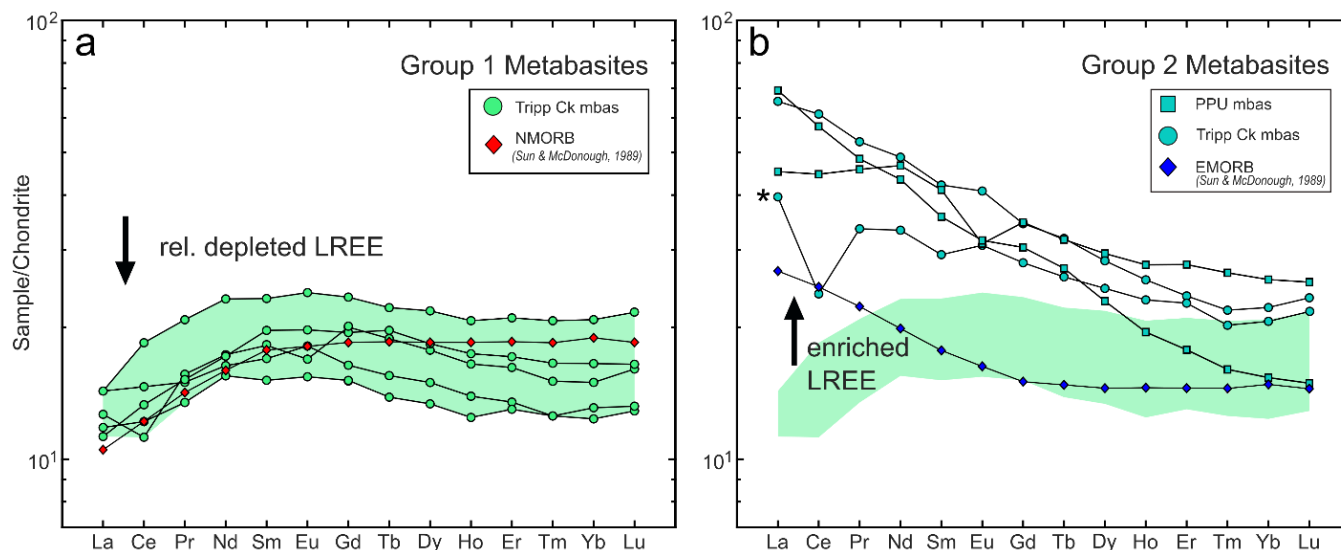 a
Group 1 Metabasites
Tripp Ck mbas
NMORB
(Sun & McDonough, 1989)
rel. depleted LREE
Sample/Chondrite
10²
10¹
La Ce Pr Nd Sm Eu Gd Tb Dy Ho Er Tm Yb Lu
b
Group 2 Metabasites
PPU mbas
Tripp Ck mbas
EMORB
(Sun & McDonough, 1989)
*
enriched
LREE
10²
10¹
La Ce Pr Nd Sm Eu Gd Tb Dy Ho Er Tm Yb Lu